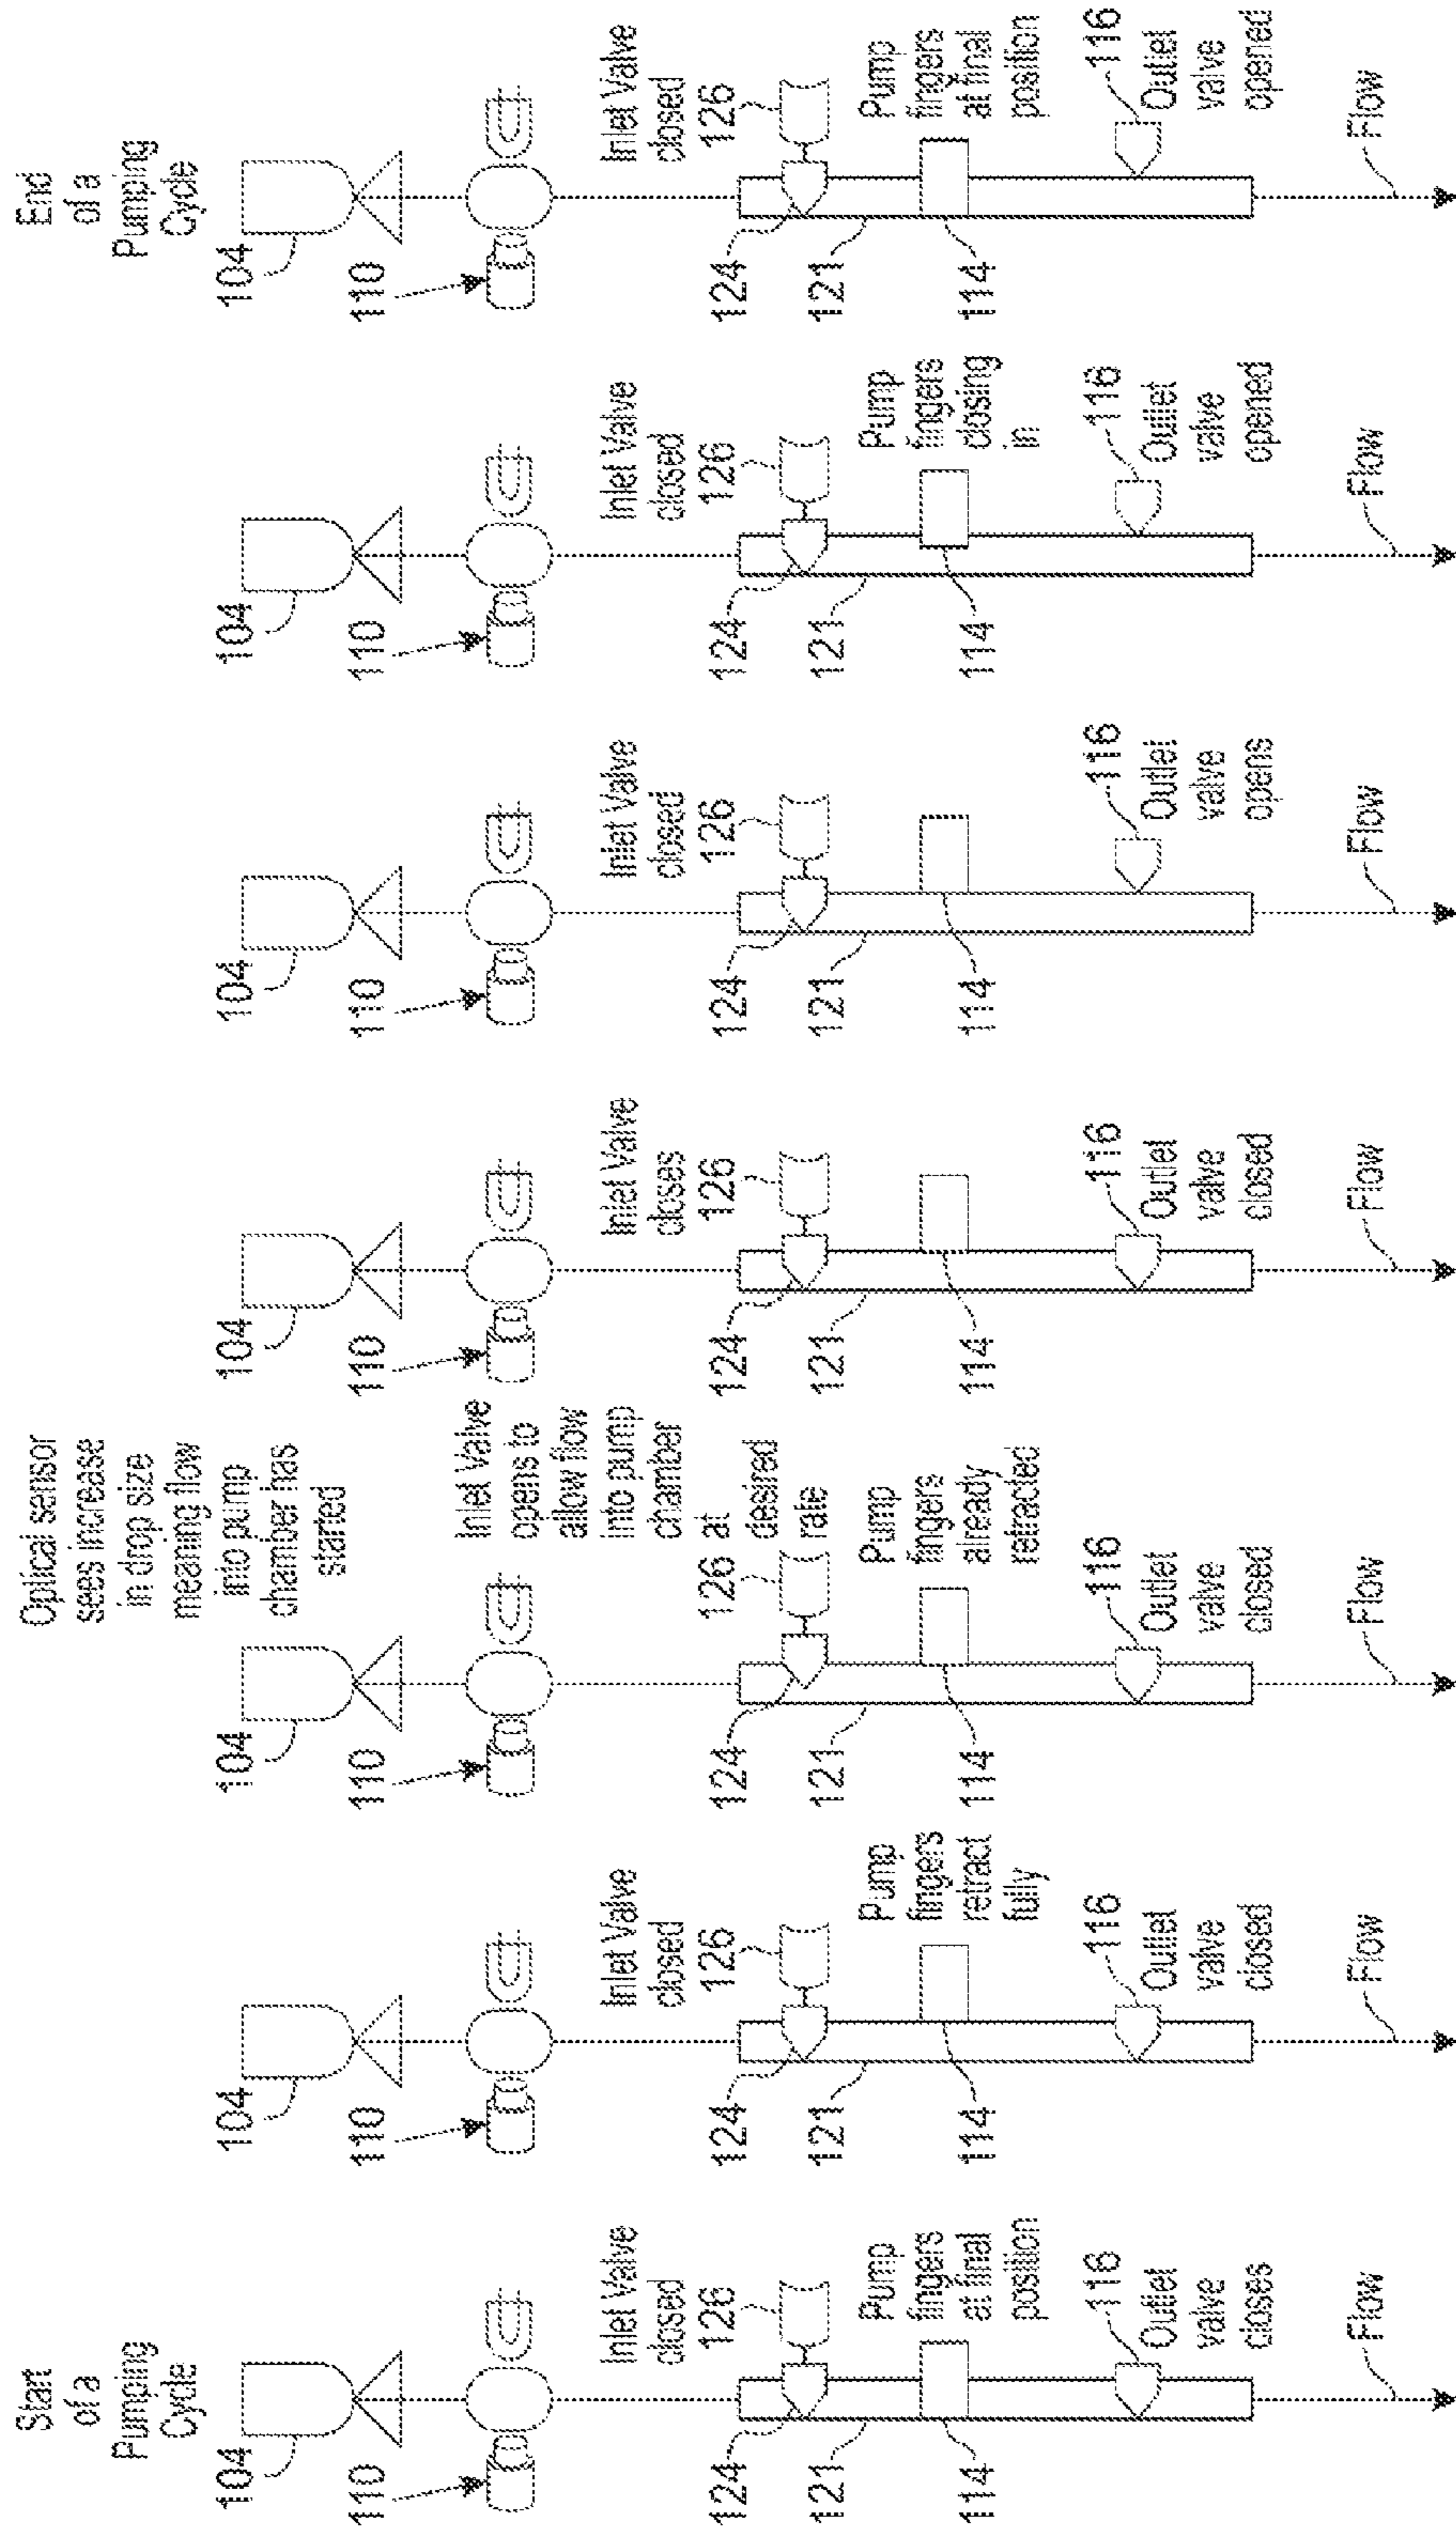 Start
of a
Pumping
Cycle
104
110
Inlet Valve
closed
126
124
121
Pump
fingers
at final
position
114
116
Outlet
valve
closes
Flow
104
110
Inlet Valve
closed
126
124
121
Pump
fingers
retract
fully
114
116
Outlet
valve
closed
Flow
Optical sensor
sees increase
in drop size
meaning flow
into pump
chamber has
started
104
110
Inlet Valve
opens to
allow flow
into pump
chamber
126 at
desired
rate
124
121
Pump
fingers
already
retracted
114
116
Outlet
valve
closed
Flow
104
110
Inlet Valve
closes
126
124
121
114
116
Outlet
valve
closed
Flow
104
110
Inlet Valve
closed
126
124
121
114
116
Outlet
valve
opens
Flow
104
110
Inlet Valve
closed
126
124
121
Pump
fingers
closing
in
114
116
Outlet
valve
opened
Flow
End
of a
Pumping
Cycle
104
110
Inlet Valve
closed
126
124
121
Pump
fingers
at final
position
114
116
Outlet
valve
opened
Flow